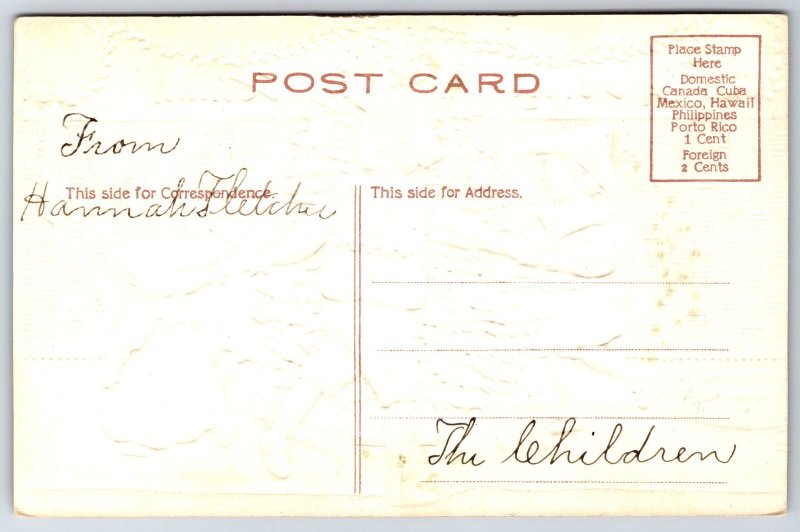 POST CARD
Place Stamp
Here
Domestic
Canada Cuba
Mexico, Hawaii
Philippines
Porto Rico
1 Cent
Foreign
2 Cents
From
This side for Correspondence.
Hannah Fletcher
This side for Address.
The Children